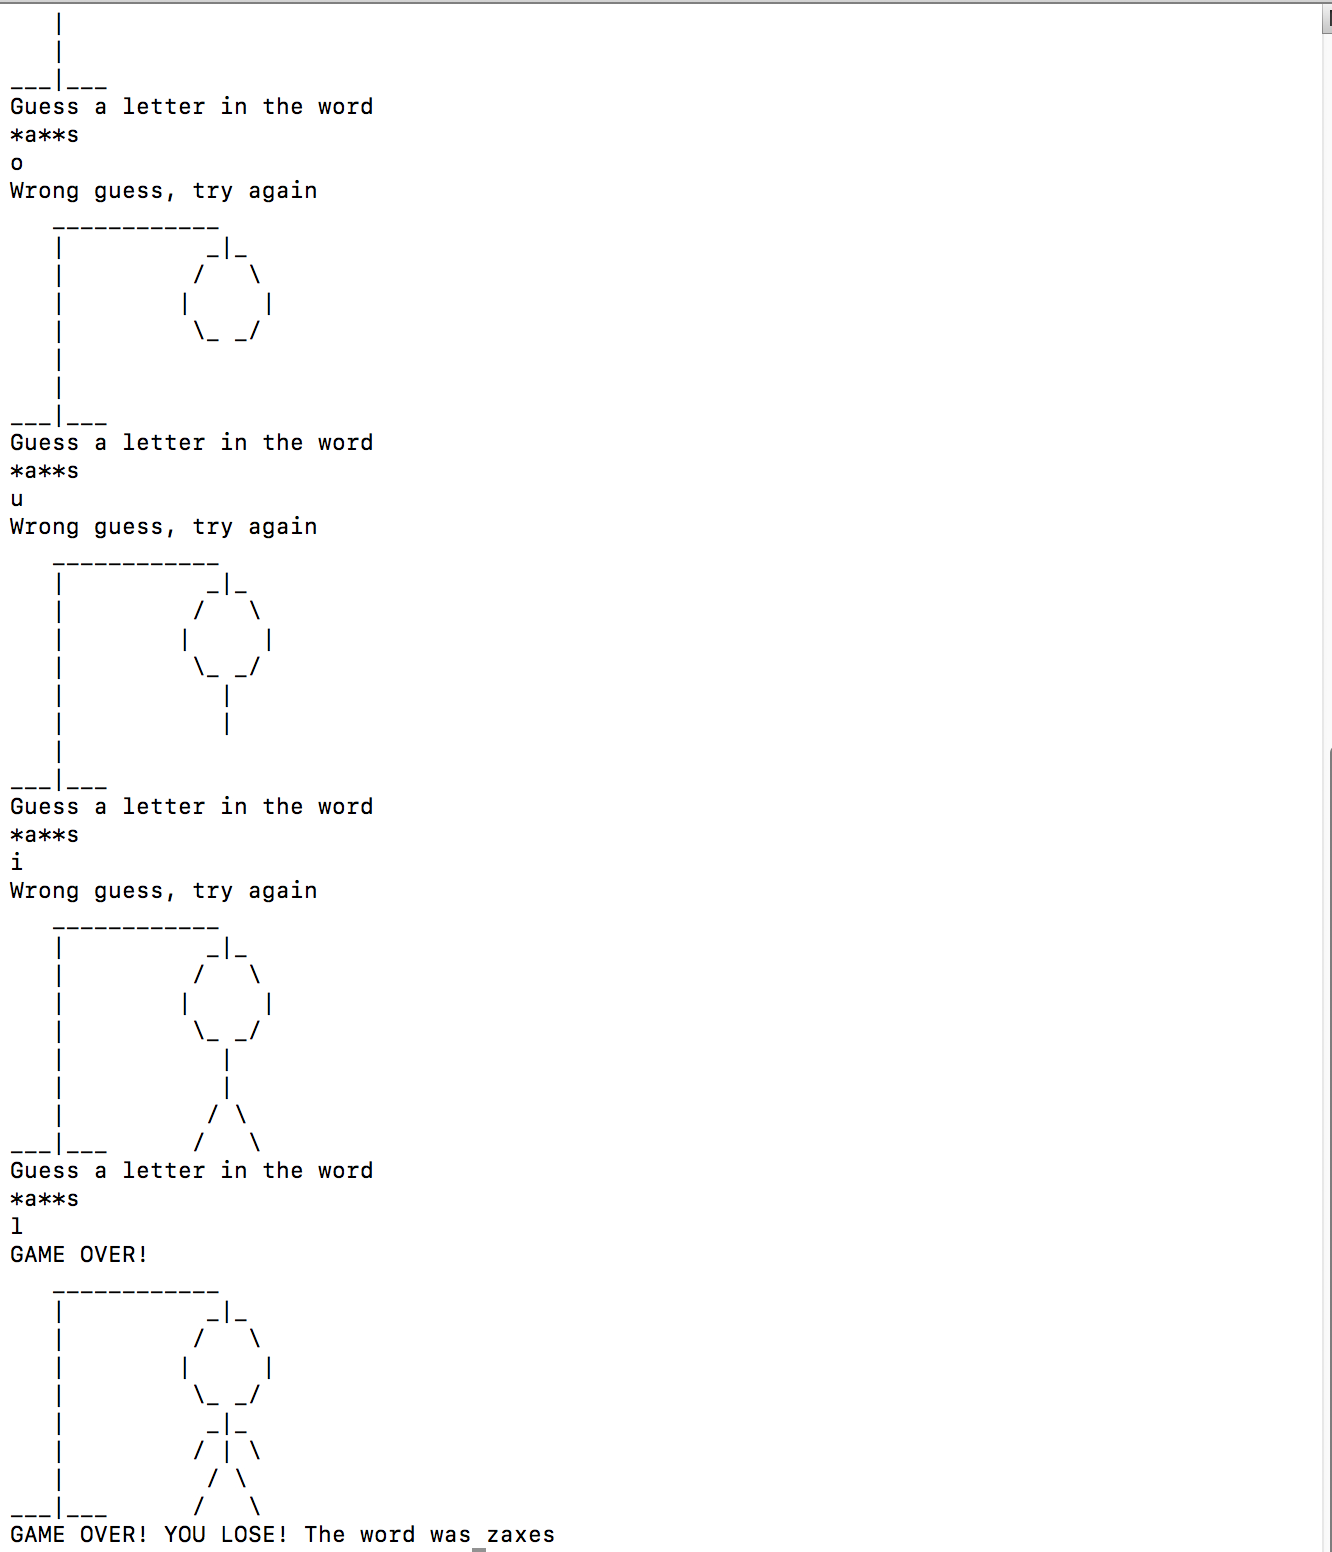 |
    |
___|___
Guess a letter in the word
*a**s
o
Wrong guess, try again
   ____________
   |          _|_
   |         /   \
   |        |     |
   |         \_ _/
   |
   |
___|___
Guess a letter in the word
*a**s
u
Wrong guess, try again
   ____________
   |          _|_
   |         /   \
   |        |     |
   |         \_ _/
   |           |
   |           |
   |
___|___
Guess a letter in the word
*a**s
i
Wrong guess, try again
   ____________
   |          _|_
   |         /   \
   |        |     |
   |         \_ _/
   |           |
   |           |
   |          / \
___|___      /   \
Guess a letter in the word
*a**s
l
GAME OVER!
   ____________
   |          _|_
   |         /   \
   |        |     |
   |         \_ _/
   |          _|_
   |         / | \
   |          / \
___|___      /   \
GAME OVER! YOU LOSE! The word was zaxes